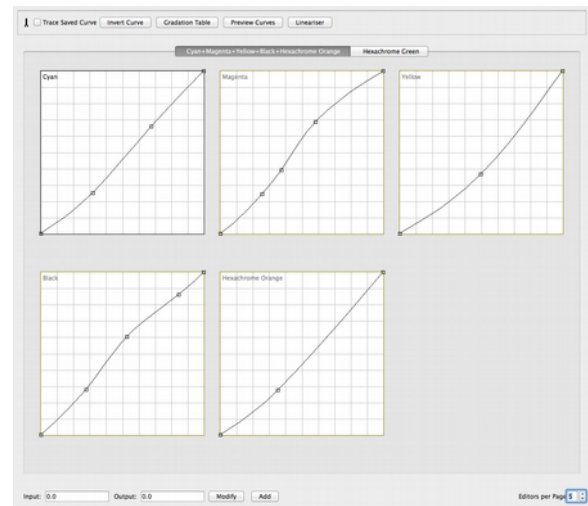 Trace Saved Curve Invert Curve Gradation Table Preview Curves Lineariser
Cyan+Magenta+Yellow+Black+Hexachrome Orange Hexachrome Green
Cyan Magenta Yellow
Black Hexachrome Orange
Input: 0.0 Output: 0.0 Modify Add Editors per Page 5